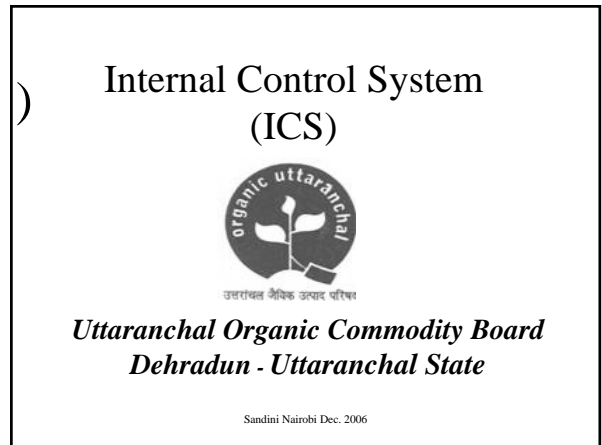 )
Internal Control System
(ICS)
organic uttaranchal
उत्तरांचल जैविक उत्पाद परिषद
Uttaranchal Organic Commodity Board
Dehradun - Uttaranchal State
Sandini Nairobi Dec. 2006